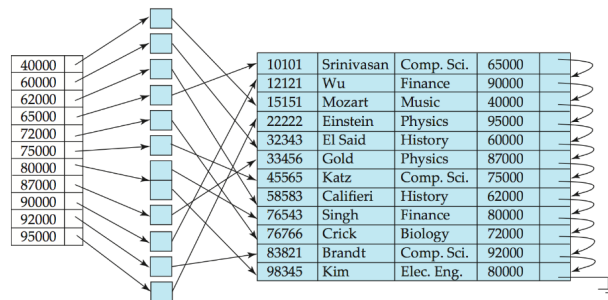 40000
60000
62000
65000
72000
75000
80000
87000
90000
92000
95000
10101 Srinivasan Comp. Sci. 65000
12121 Wu Finance 90000
15151 Mozart Music 40000
22222 Einstein Physics 95000
32343 El Said History 60000
33456 Gold Physics 87000
45565 Katz Comp. Sci. 75000
58583 Califieri History 62000
76543 Singh Finance 80000
76766 Crick Biology 72000
83821 Brandt Comp. Sci. 92000
98345 Kim Elec. Eng. 80000